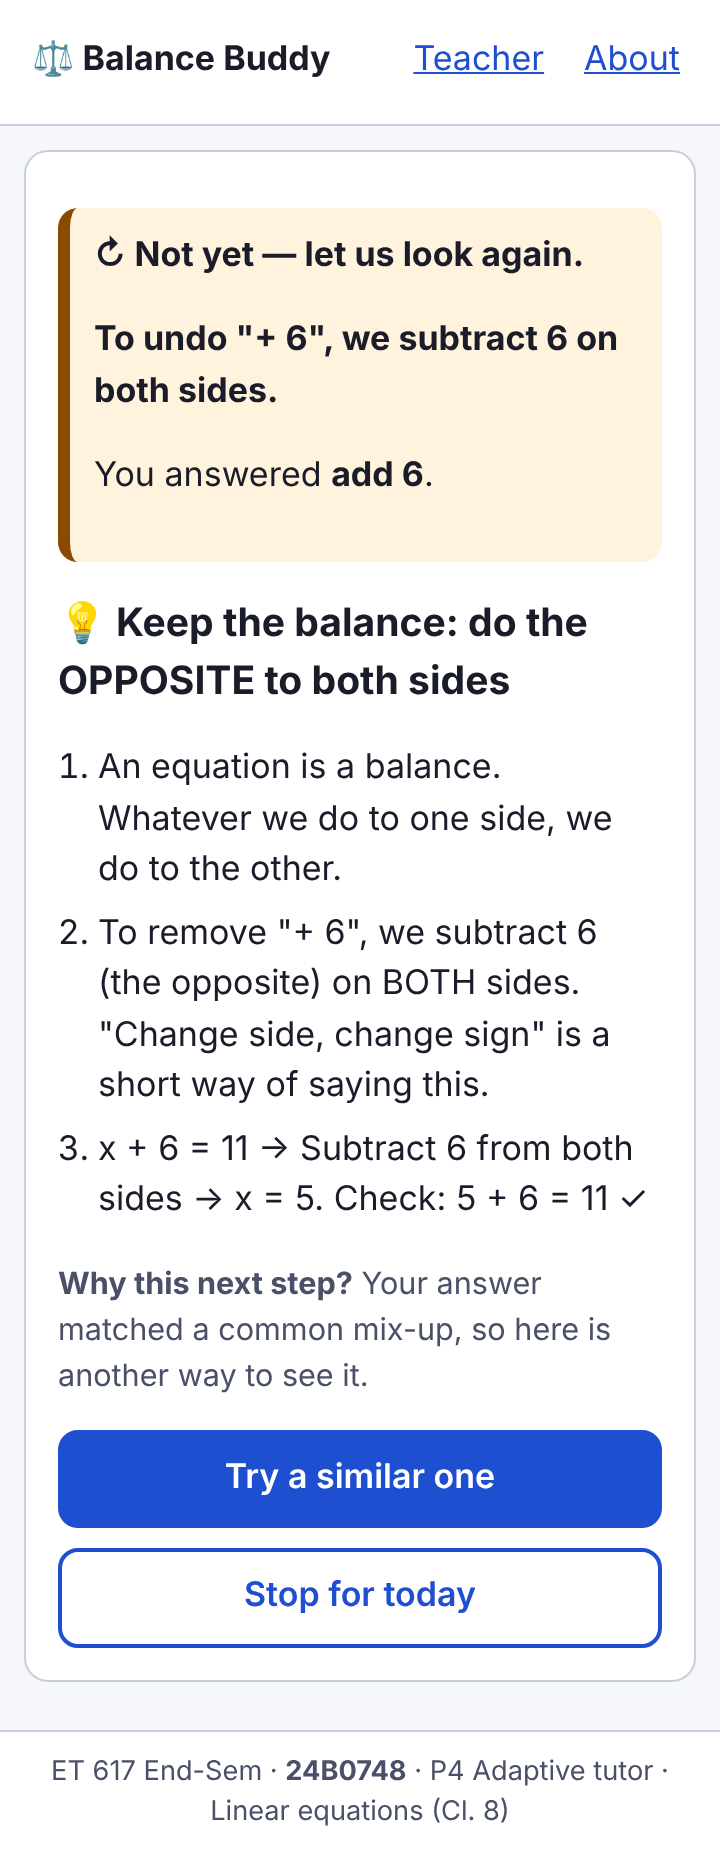 ⚖️ Balance Buddy Teacher About
↻ Not yet — let us look again.
To undo "+ 6", we subtract 6 on
both sides.
You answered add 6.
💡 Keep the balance: do the
OPPOSITE to both sides
1. An equation is a balance.
Whatever we do to one side, we
do to the other.
2. To remove "+ 6", we subtract 6
(the opposite) on BOTH sides.
"Change side, change sign" is a
short way of saying this.
3. x + 6 = 11 → Subtract 6 from both
sides → x = 5. Check: 5 + 6 = 11 ✓
Why this next step? Your answer
matched a common mix-up, so here is
another way to see it.
Try a similar one
Stop for today
ET 617 End-Sem · 24B0748 · P4 Adaptive tutor ·
Linear equations (Cl. 8)